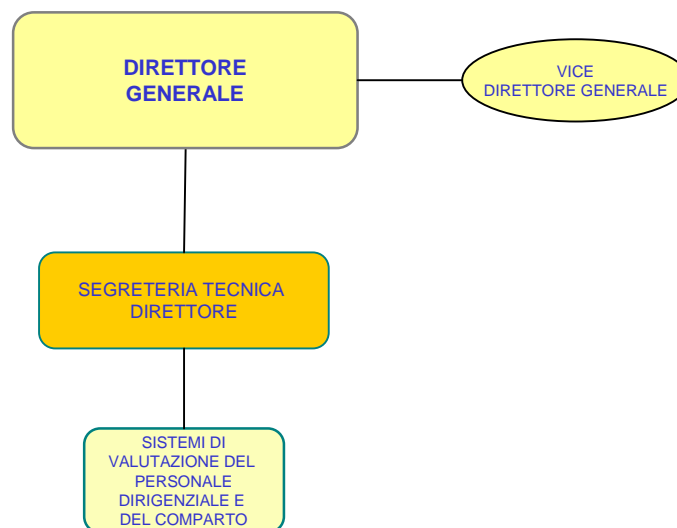 DIRETTORE
GENERALE
VICE
DIRETTORE GENERALE
SEGRETERIA TECNICA
DIRETTORE
SISTEMI DI
VALUTAZIONE DEL
PERSONALE
DIRIGENZIALE E
DEL COMPARTO